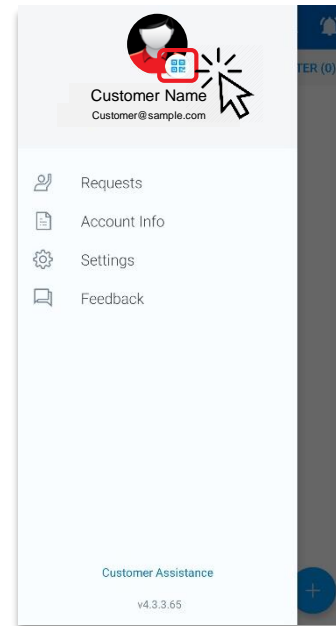 Customer Name
Customer@sample.com
TER (0)
Requests
Account Info
Settings
Feedback
Customer Assistance
v4.3.3.65